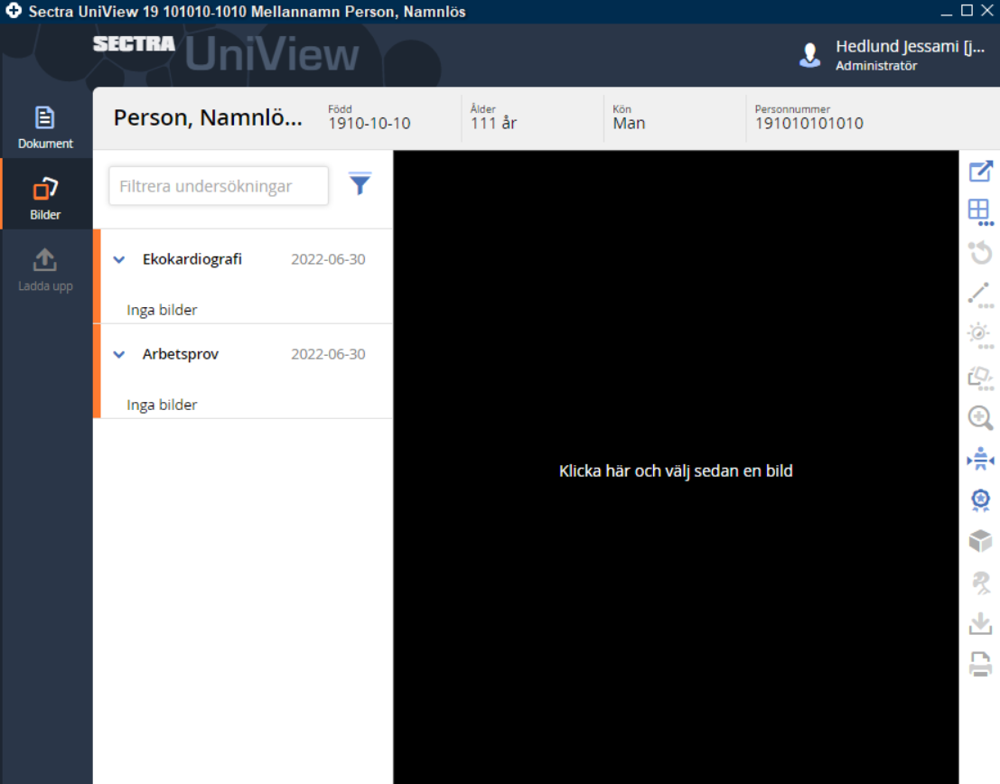 Sectra UniView 19 101010-1010 Mellannamn Person, Namnlös
SECTRA UniView
Hedlund Jessami [j...
Administratör
Dokument
Bilder
Ladda upp
Person, Namnlö...
Född
1910-10-10
Ålder
111 år
Kön
Man
Personnummer
191010101010
Filtrera undersökningar
Ekokardiografi 2022-06-30
Inga bilder
Arbetsprov 2022-06-30
Inga bilder
Klicka här och välj sedan en bild